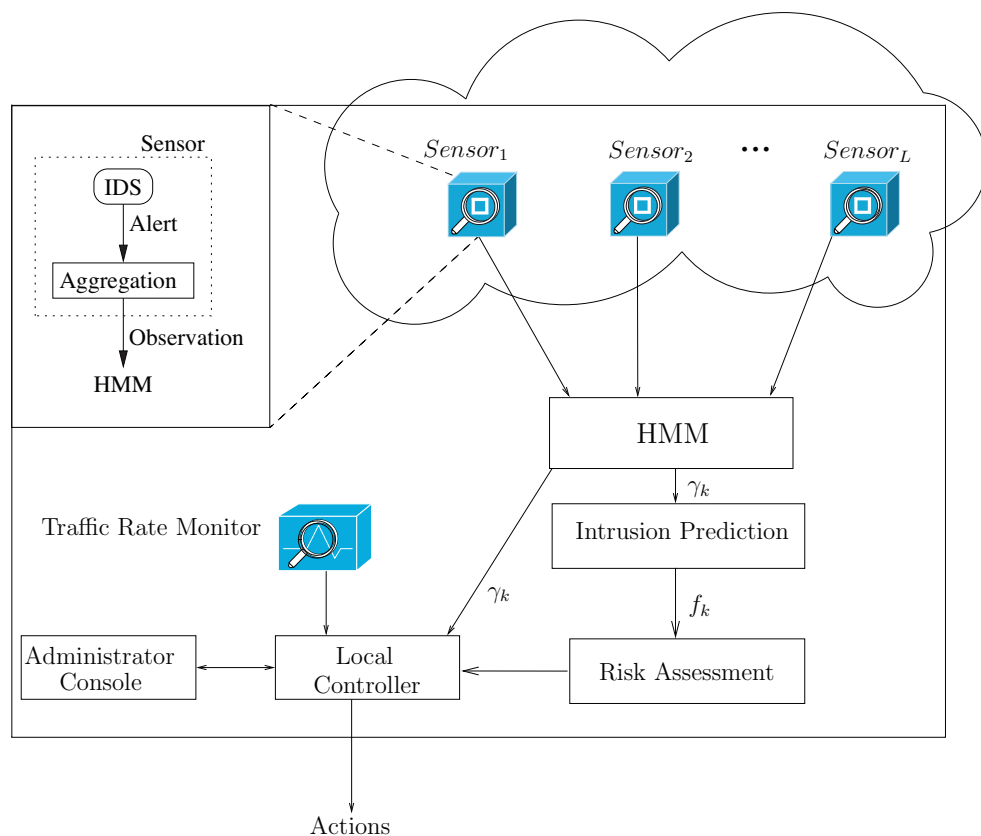 Sensor
IDS
Alert
Aggregation
Observation
HMM
Sensor₁
Sensor₂
...
Sensor_L
HMM
γₖ
Intrusion Prediction
Traffic Rate Monitor
γₖ
fₖ
Administrator
Console
Local
Controller
Risk Assessment
Actions